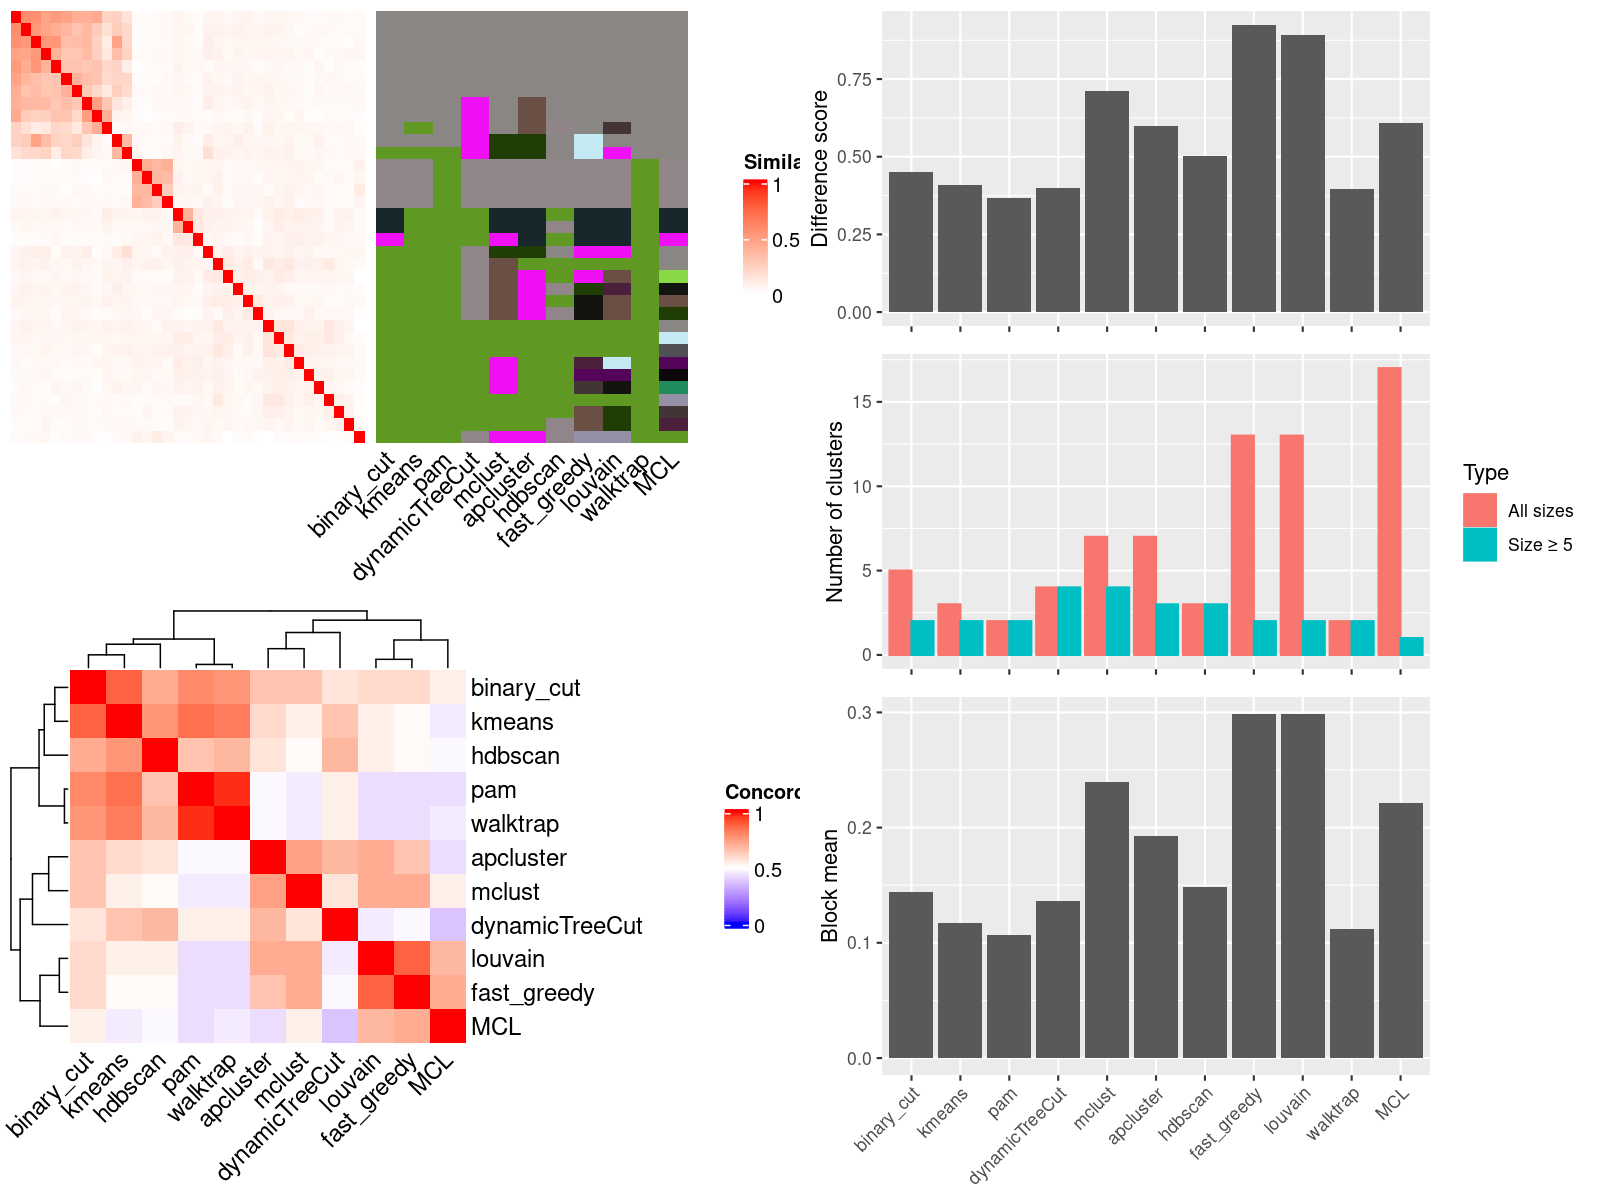 Simila
1
0.5
0
binary_cut
kmeans
pam
dynamicTreeCut
mclust
apcluster
hdbscan
fast_greedy
louvain
walktrap
MCL
binary_cut
kmeans
hdbscan
pam
walktrap
apcluster
mclust
dynamicTreeCut
louvain
fast_greedy
MCL
Concord
1
0.5
0
binary_cut
kmeans
hdbscan
pam
walktrap
apcluster
mclust
dynamicTreeCut
louvain
fast_greedy
MCL
Difference score
0.75
0.50
0.25
0.00
Number of clusters
15
10
5
0
Type
All sizes
Size ≥ 5
Block mean
0.3
0.2
0.1
0.0
binary_cut
kmeans
pam
dynamicTreeCut
mclust
apcluster
hdbscan
fast_greedy
louvain
walktrap
MCL